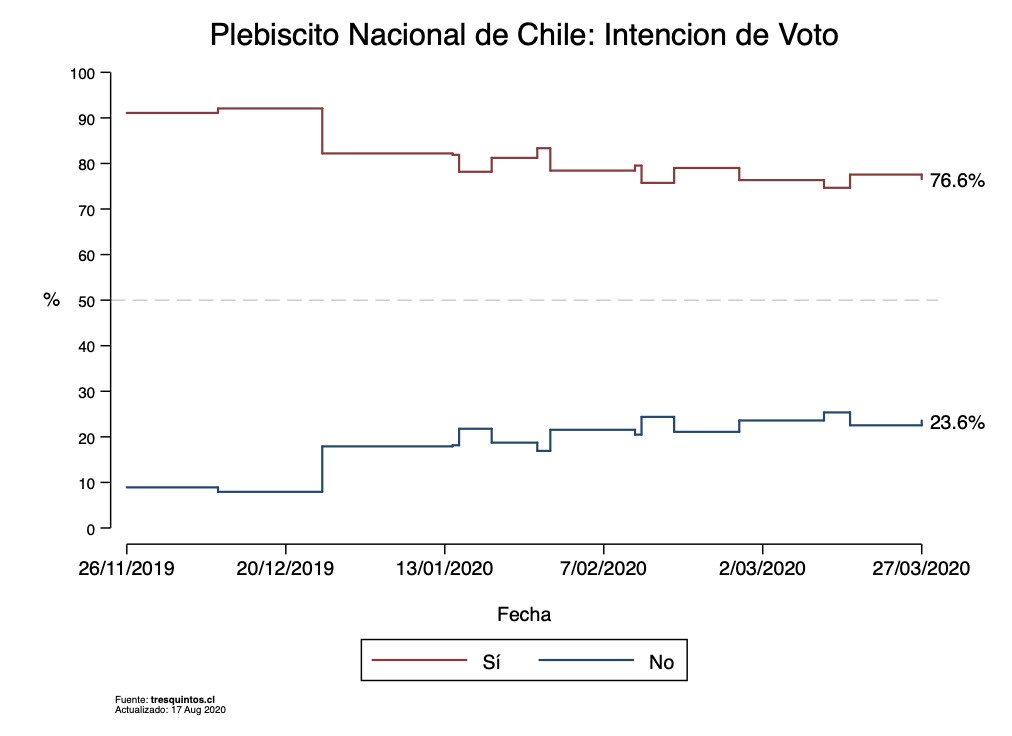 Plebiscito Nacional de Chile: Intencion de Voto
100
90
80
70
60
50
40
30
20
10
0
%
76.6%
23.6%
26/11/2019 20/12/2019 13/01/2020 7/02/2020 2/03/2020 27/03/2020
Fecha
Sí No
Fuente: tresquintos.cl
Actualizado: 17 Aug 2020